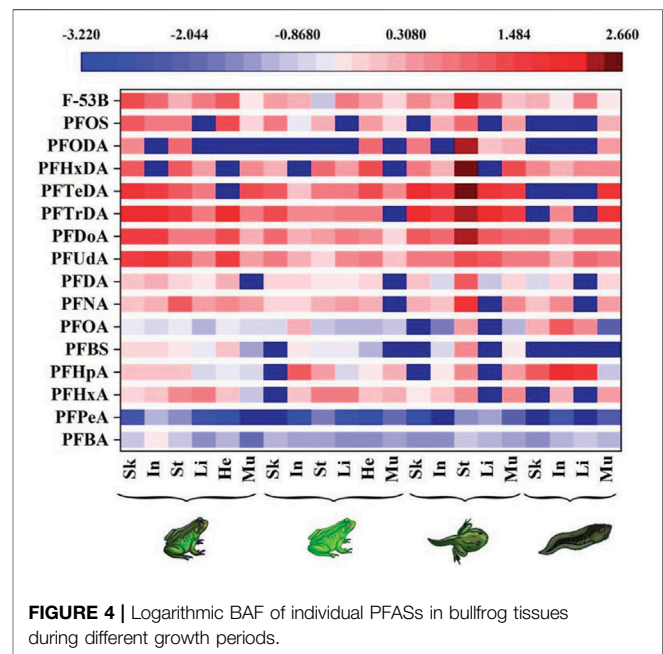 -3.220 -2.044 -0.8680 0.3080 1.484 2.660
F-53B
PFOS
PFODA
PFHxDA
PFTeDA
PFTrDA
PFDoA
PFUdA
PFDA
PFNA
PFOA
PFBS
PFHpA
PFHxA
PFPeA
PFBA
Sk In St Li He Mu Sk In St Li He Mu Sk In St Li Mu Sk In Li Mu
FIGURE 4 | Logarithmic BAF of individual PFASs in bullfrog tissues
during different growth periods.